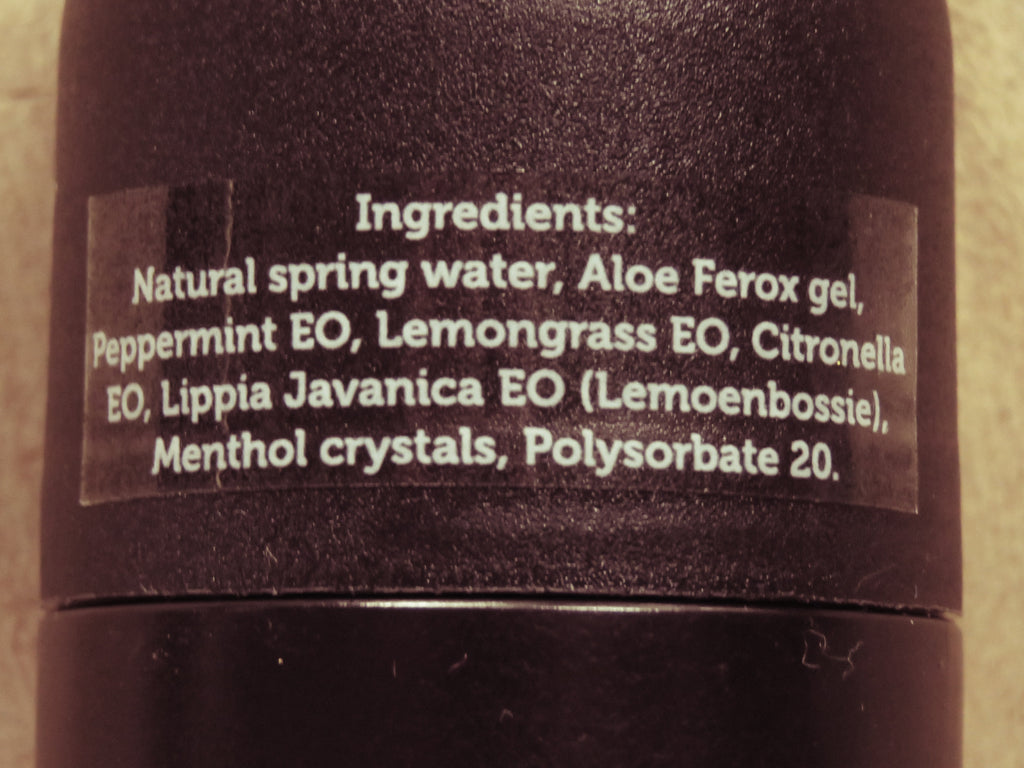 Ingredients:
Natural spring water, Aloe Ferox gel,
Peppermint EO, Lemongrass EO, Citronella
EO, Lippia Javanica EO (Lemoenbossie),
Menthol crystals, Polysorbate 20.